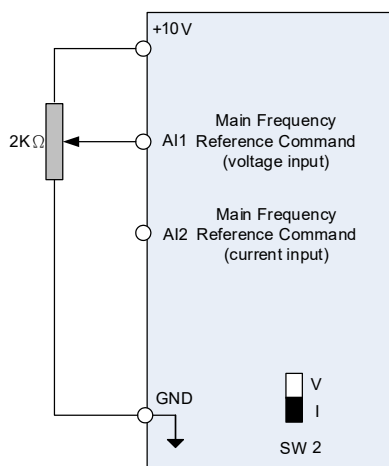 +10V
2KΩ
AI1
Main Frequency
Reference Command
(voltage input)
AI2
Main Frequency
Reference Command
(current input)
GND
V
I
SW 2